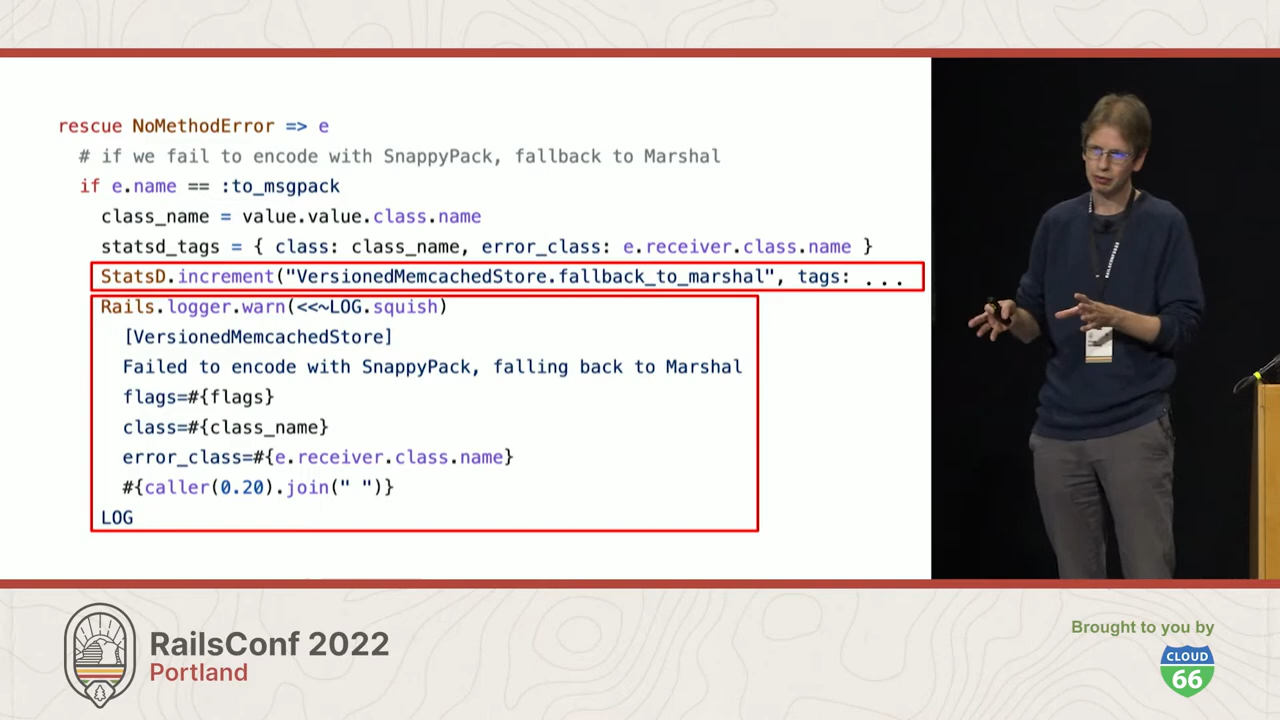 rescue NoMethodError => e
# if we fail to encode with SnappyPack, fallback to Marshal
if e.name == :to_msgpack
class_name = value.value.class.name
statsd_tags = { class: class_name, error_class: e.receiver.class.name }
StatsD.increment("VersionedMemcachedStore.fallback_to_marshal", tags: ...
Rails.logger.warn(<<~LOG.squish)
[VersionedMemcachedStore]
Failed to encode with SnappyPack, falling back to Marshal
flags=#{flags}
class=#{class_name}
error_class=#{e.receiver.class.name}
#{caller(0.20).join(" ")}
LOG
RailsConf 2022
Portland
Brought to you by
CLOUD
66